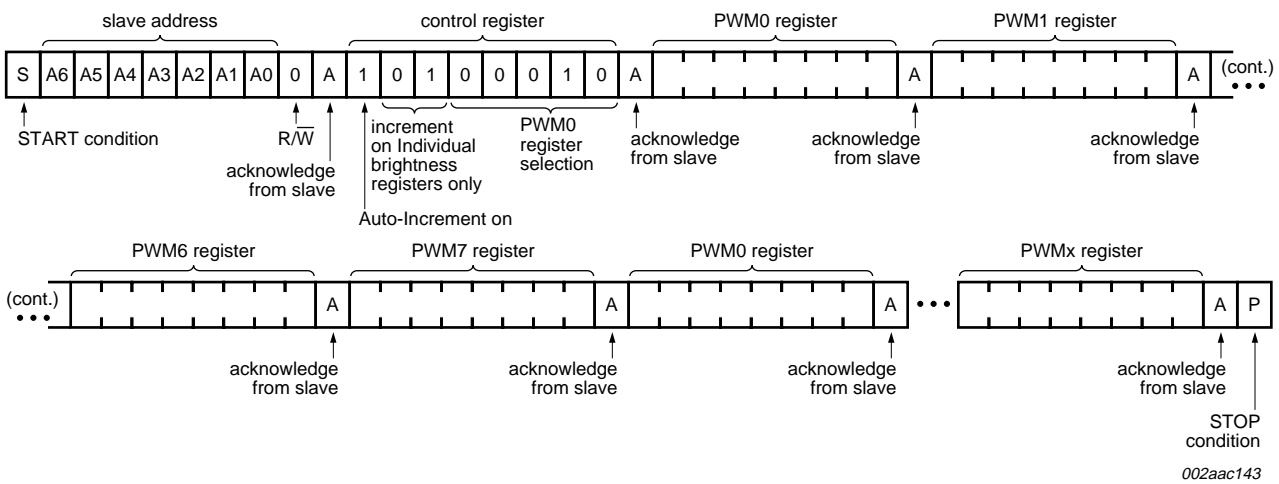 slave address
control register
PWM0 register
PWM1 register
S A6 A5 A4 A3 A2 A1 A0 0 A 1 0 1 0 0 0 1 0 A A A (cont.)
START condition
R/W̅
acknowledge
from slave
Auto-Increment on
increment
on Individual
brightness
registers only
PWM0
register
selection
acknowledge
from slave
acknowledge
from slave
acknowledge
from slave
PWM6 register
PWM7 register
PWM0 register
PWMx register
(cont.) A A A A P
acknowledge
from slave
acknowledge
from slave
acknowledge
from slave
acknowledge
from slave
STOP
condition
002aac143